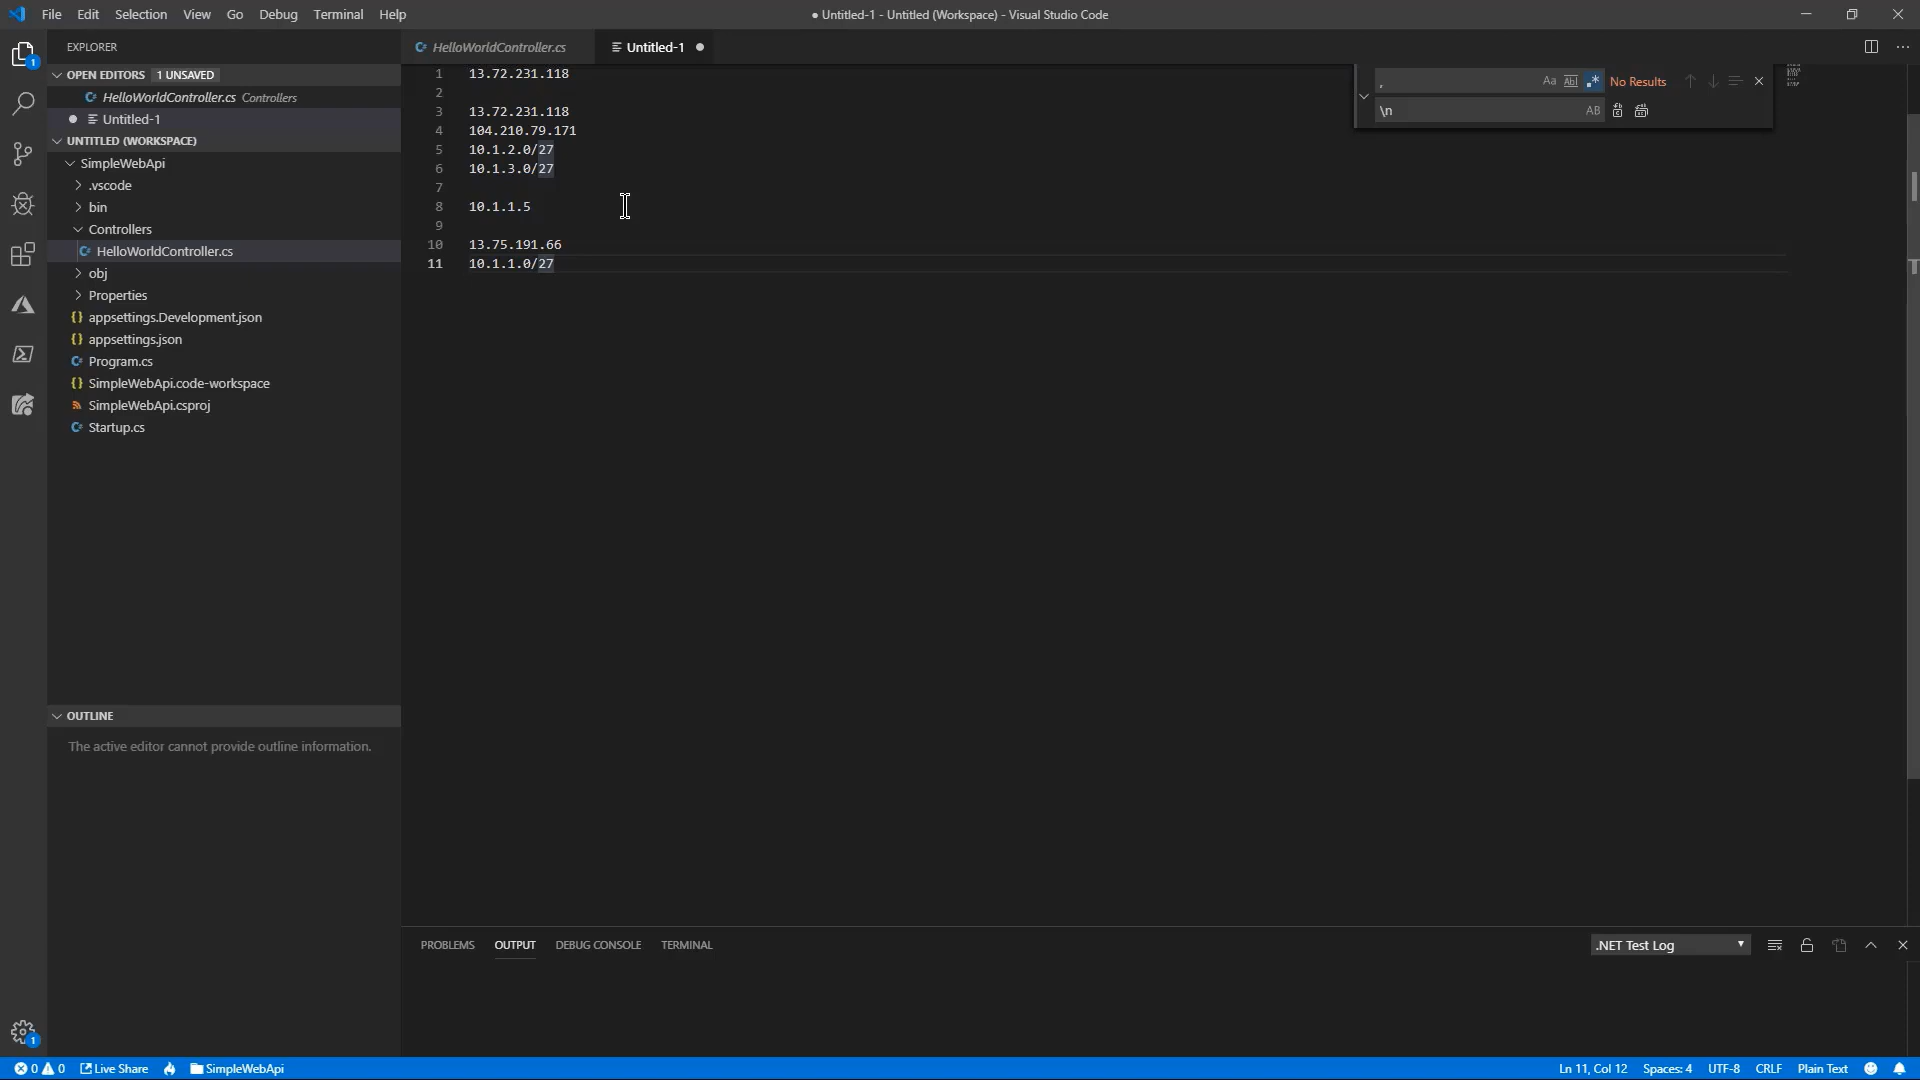 File Edit Selection View Go Debug Terminal Help
● Untitled-1 - Untitled (Workspace) - Visual Studio Code
EXPLORER
OPEN EDITORS 1 UNSAVED
HelloWorldController.cs Controllers
Untitled-1
UNTITLED (WORKSPACE)
SimpleWebApi
.vscode
bin
Controllers
HelloWorldController.cs
obj
Properties
appsettings.Development.json
appsettings.json
Program.cs
SimpleWebApi.code-workspace
SimpleWebApi.csproj
Startup.cs
OUTLINE
The active editor cannot provide outline information.
HelloWorldController.cs
Untitled-1
1 13.72.231.118
2
3 13.72.231.118
4 104.210.79.171
5 10.1.2.0/27
6 10.1.3.0/27
7
8 10.1.1.5
9
10 13.75.191.66
11 10.1.1.0/27
, Aa Abl .* No Results
\n AB
PROBLEMS OUTPUT DEBUG CONSOLE TERMINAL
.NET Test Log
1
1
0 0 Live Share SimpleWebApi
Ln 11, Col 12 Spaces: 4 UTF-8 CRLF Plain Text